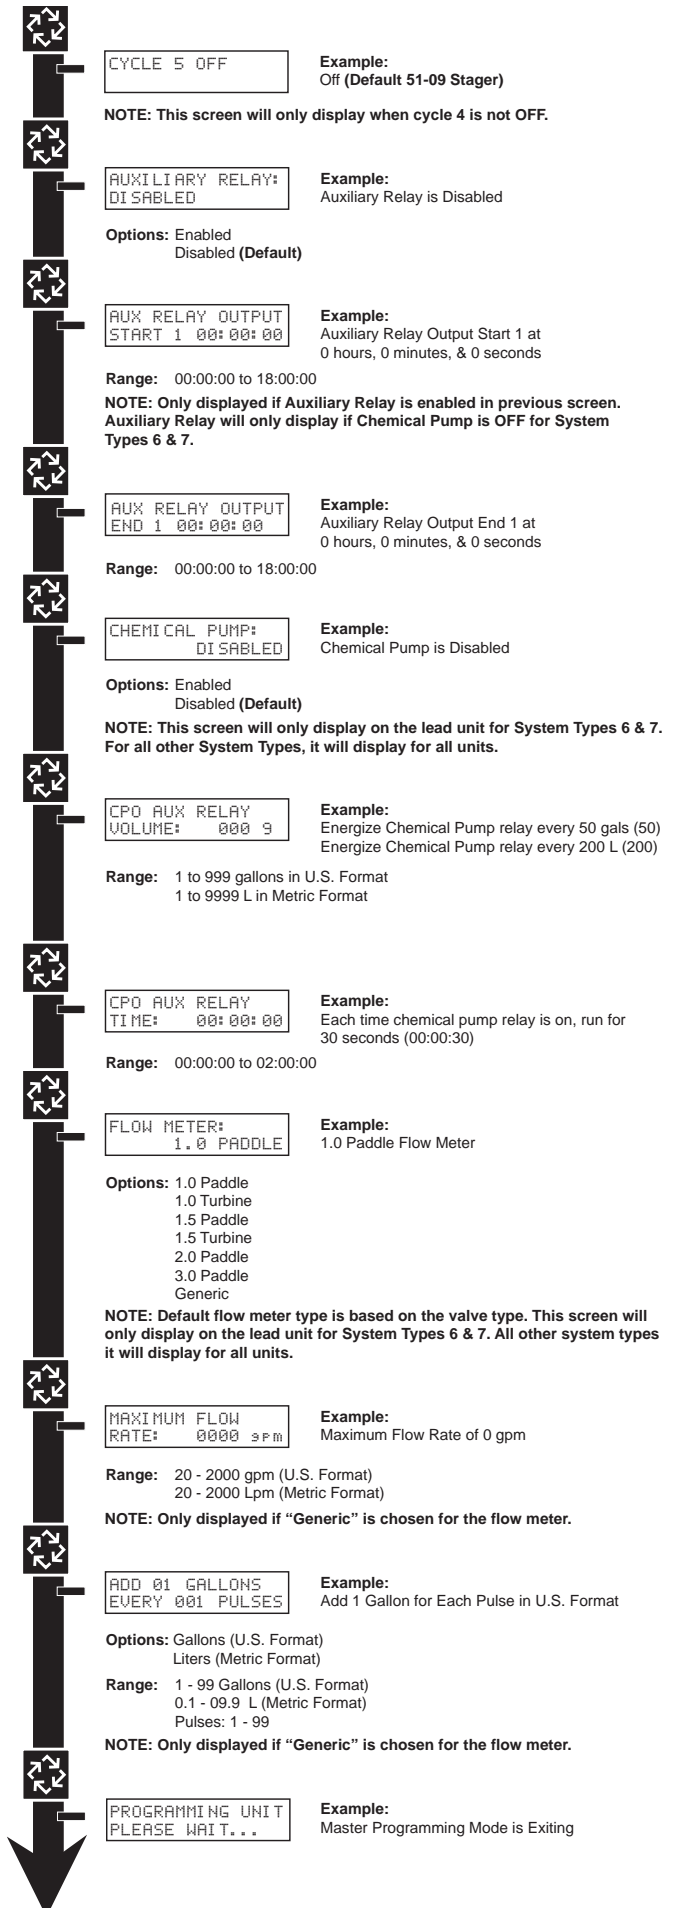 CYCLE 5 OFF
Example:
Off (Default 51-09 Stager)
NOTE: This screen will only display when cycle 4 is not OFF.
AUXILIARY RELAY:
DISABLED
Example:
Auxiliary Relay is Disabled
Options: Enabled
Disabled (Default)
AUX RELAY OUTPUT
START 1 00:00:00
Example:
Auxiliary Relay Output Start 1 at
0 hours, 0 minutes, & 0 seconds
Range: 00:00:00 to 18:00:00
NOTE: Only displayed if Auxiliary Relay is enabled in previous screen.
Auxiliary Relay will only display if Chemical Pump is OFF for System
Types 6 & 7.
AUX RELAY OUTPUT
END 1 00:00:00
Example:
Auxiliary Relay Output End 1 at
0 hours, 0 minutes, & 0 seconds
Range: 00:00:00 to 18:00:00
CHEMICAL PUMP:
DISABLED
Example:
Chemical Pump is Disabled
Options: Enabled
Disabled (Default)
NOTE: This screen will only display on the lead unit for System Types 6 & 7.
For all other System Types, it will display for all units.
CPO AUX RELAY
VOLUME: 000 9
Example:
Energize Chemical Pump relay every 50 gals (50)
Energize Chemical Pump relay every 200 L (200)
Range: 1 to 999 gallons in U.S. Format
1 to 9999 L in Metric Format
CPO AUX RELAY
TIME: 00:00:00
Example:
Each time chemical pump relay is on, run for
30 seconds (00:00:30)
Range: 00:00:00 to 02:00:00
FLOW METER:
1.0 PADDLE
Example:
1.0 Paddle Flow Meter
Options: 1.0 Paddle
1.0 Turbine
1.5 Paddle
1.5 Turbine
2.0 Paddle
3.0 Paddle
Generic
NOTE: Default flow meter type is based on the valve type. This screen will
only display on the lead unit for System Types 6 & 7. All other system types
it will display for all units.
MAXIMUM FLOW
RATE: 0000 gpm
Example:
Maximum Flow Rate of 0 gpm
Range: 20 - 2000 gpm (U.S. Format)
20 - 2000 Lpm (Metric Format)
NOTE: Only displayed if “Generic” is chosen for the flow meter.
ADD 01 GALLONS
EVERY 001 PULSES
Example:
Add 1 Gallon for Each Pulse in U.S. Format
Options: Gallons (U.S. Format)
Liters (Metric Format)
Range: 1 - 99 Gallons (U.S. Format)
0.1 - 09.9 L (Metric Format)
Pulses: 1 - 99
NOTE: Only displayed if “Generic” is chosen for the flow meter.
PROGRAMMING UNIT
PLEASE WAIT...
Example:
Master Programming Mode is Exiting